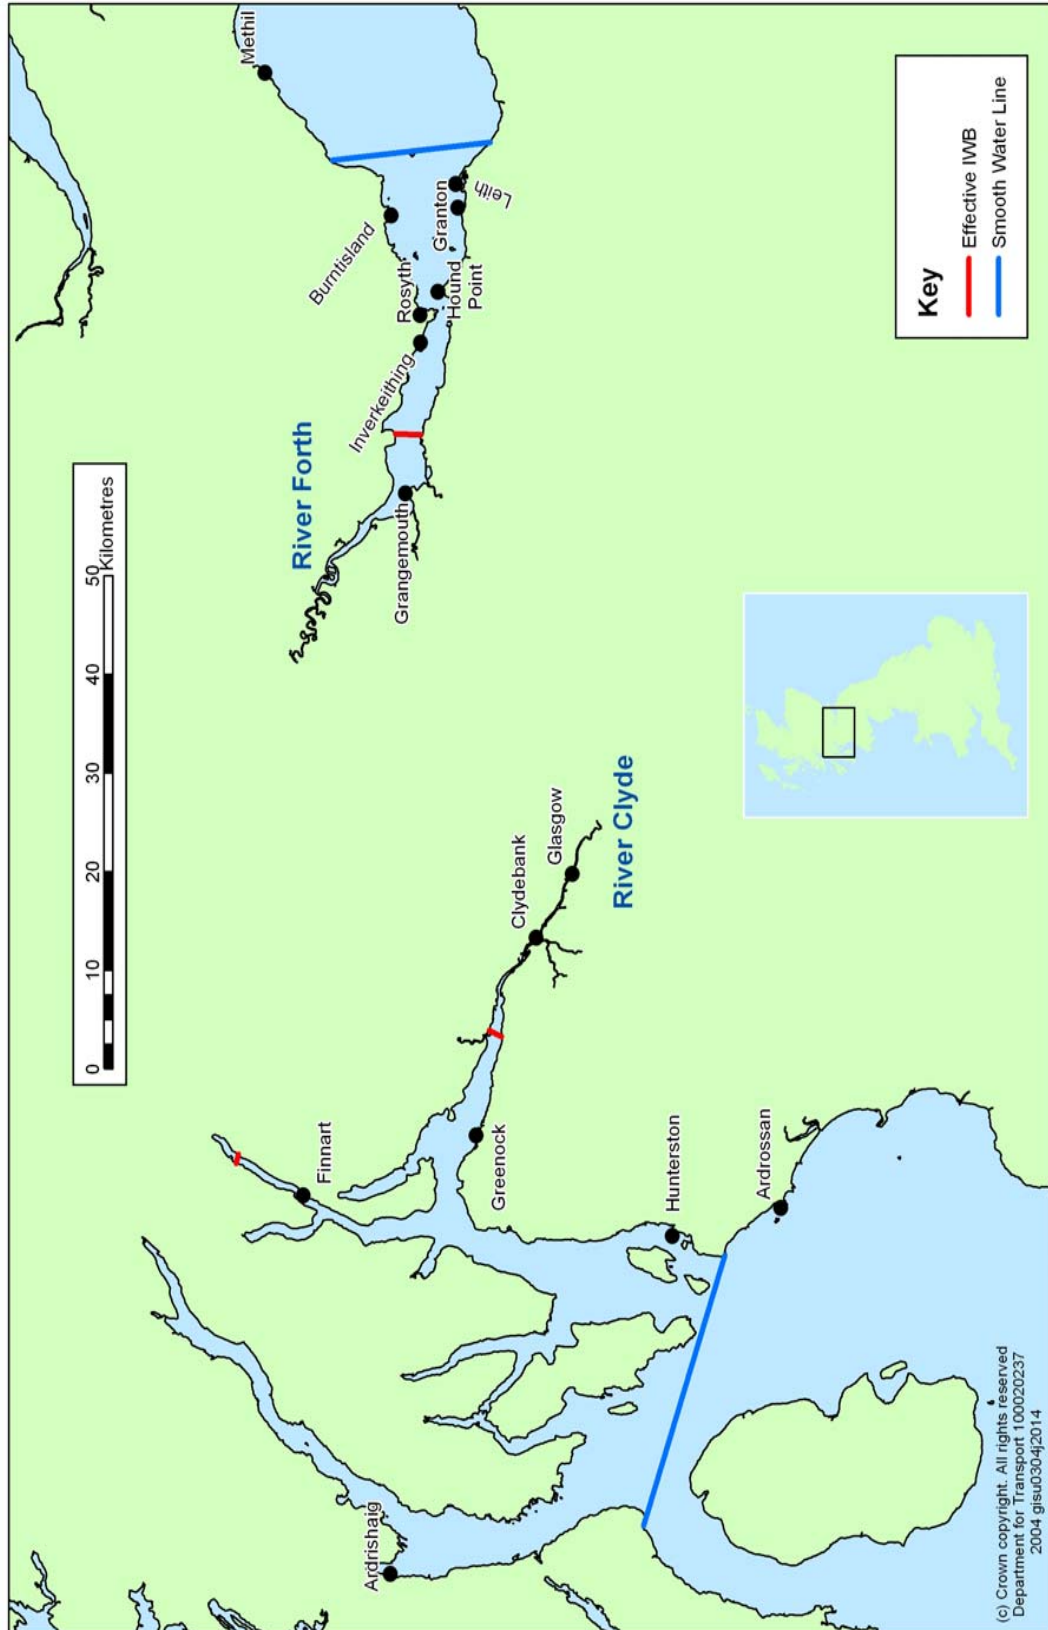 0
10
20
30
40
50
Kilometres
River Forth
Methil
Burntisland
Rosyth
Inverkeithing
Grangemouth
Hound
Point
Granton
Leith
Ardrishaig
Finnart
Greenock
Clydebank
Glasgow
River Clyde
Hunterston
Ardrossan
Key
Effective IWB
Smooth Water Line
(c) Crown copyright. All rights reserved
Department for Transport 100020237
2004 gisu0304j2014